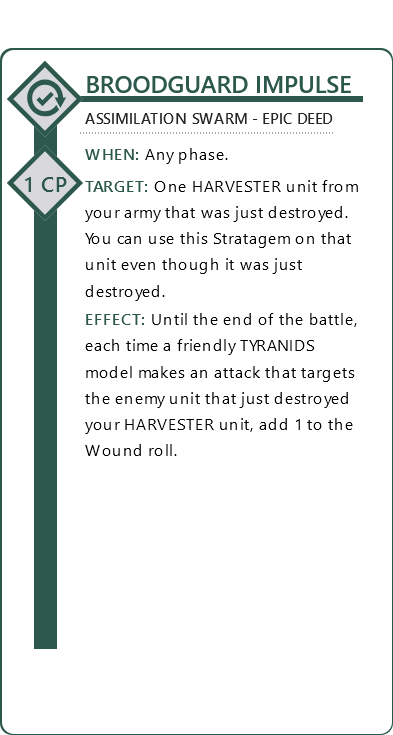 BROODGUARD IMPULSE
ASSIMILATION SWARM - EPIC DEED
WHEN: Any phase.
1 CP
TARGET: One HARVESTER unit from
your army that was just destroyed.
You can use this Stratagem on that
unit even though it was just
destroyed.
EFFECT: Until the end of the battle,
each time a friendly TYRANIDS
model makes an attack that targets
the enemy unit that just destroyed
your HARVESTER unit, add 1 to the
Wound roll.